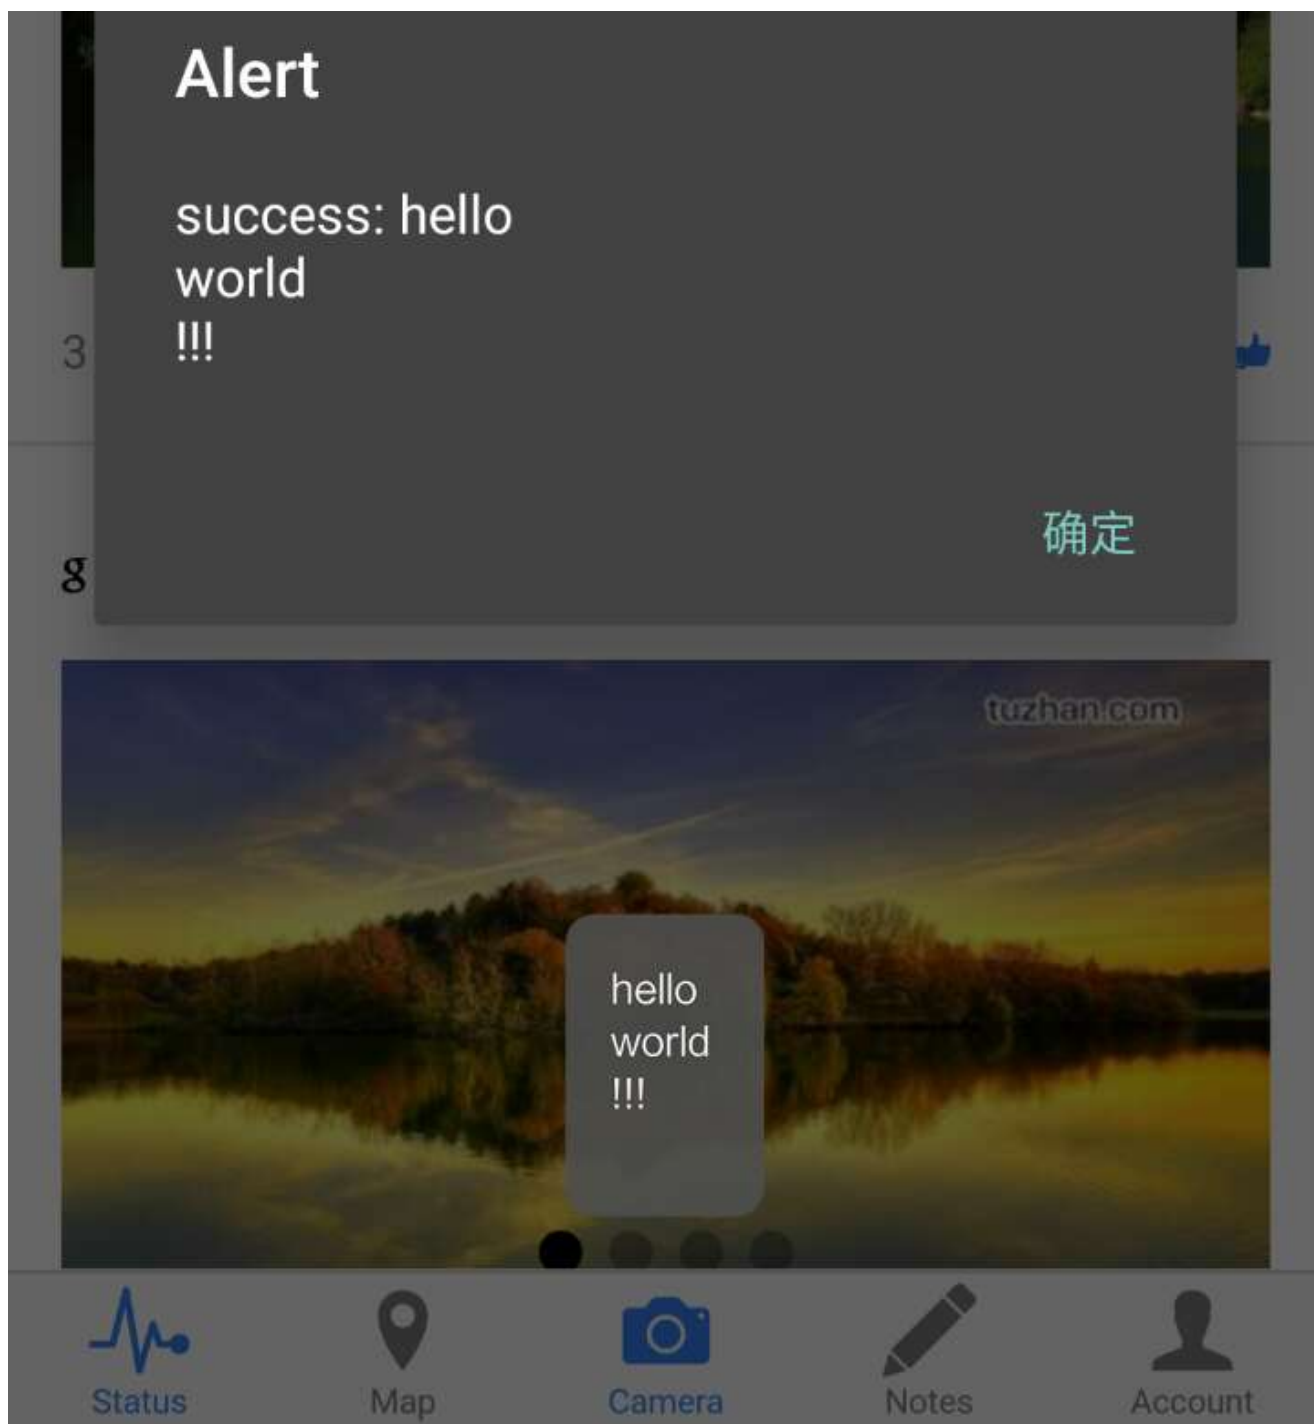 Alert
success: hello
world
!!!
3
确定
g
tuzhan.com
hello
world
!!!
Status
Map
Camera
Notes
Account